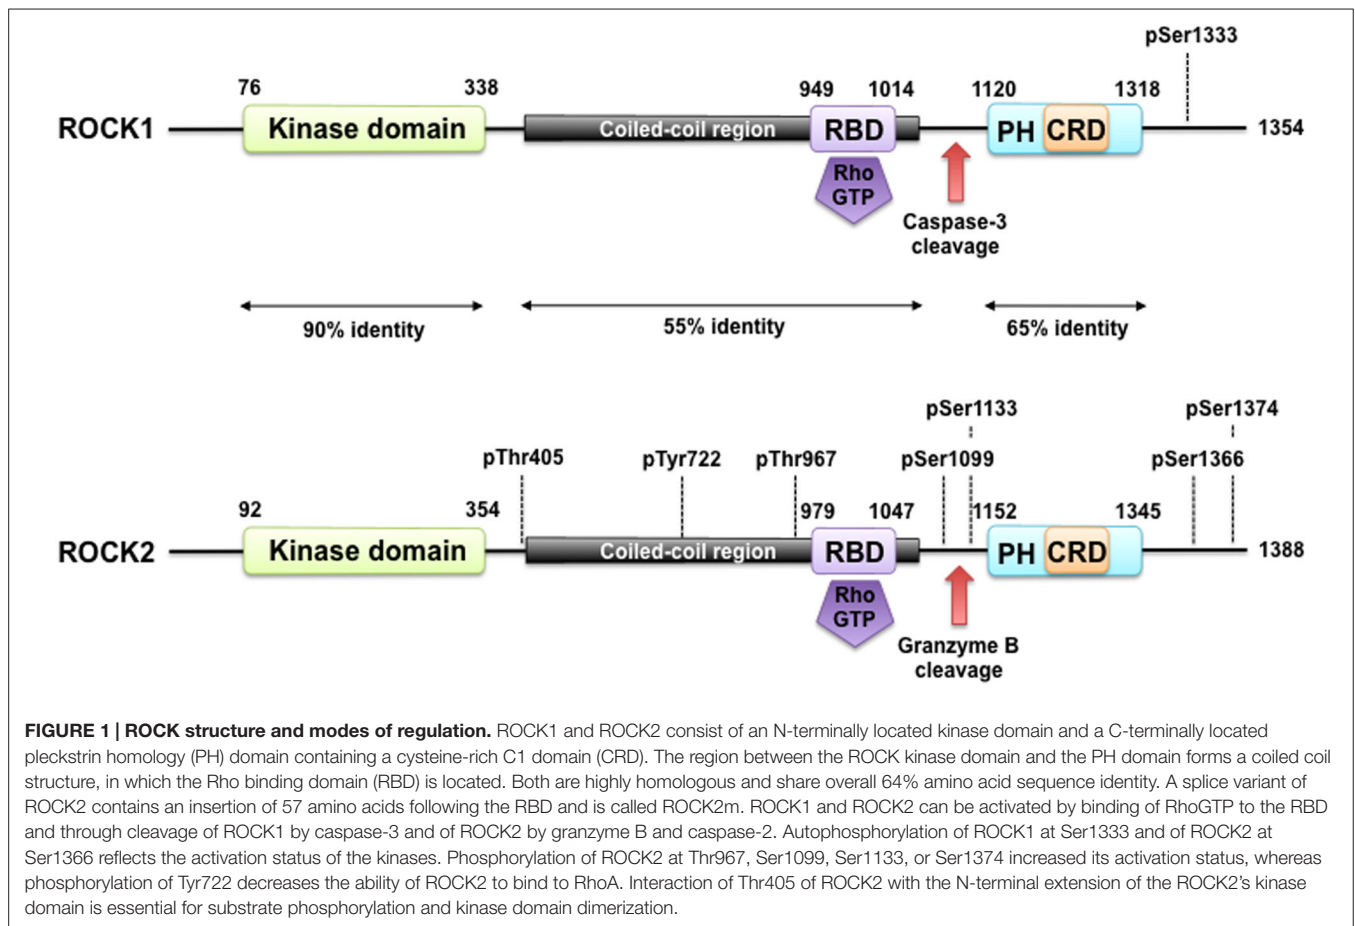 pSer1333
76
338
949
1014
1120
1318
ROCK1
Kinase domain
Coiled-coil region
RBD
PH
CRD
1354
Rho
GTP
Caspase-3
cleavage
90% identity
55% identity
65% identity
pSer1133
pSer1374
pThr405
pTyr722
pThr967
pSer1099
pSer1366
92
354
979
1047
1152
1345
ROCK2
Kinase domain
Coiled-coil region
RBD
PH
CRD
1388
Rho
GTP
Granzyme B
cleavage
FIGURE 1 | ROCK structure and modes of regulation. ROCK1 and ROCK2 consist of an N-terminally located kinase domain and a C-terminally located
pleckstrin homology (PH) domain containing a cysteine-rich C1 domain (CRD). The region between the ROCK kinase domain and the PH domain forms a coiled coil
structure, in which the Rho binding domain (RBD) is located. Both are highly homologous and share overall 64% amino acid sequence identity. A splice variant of
ROCK2 contains an insertion of 57 amino acids following the RBD and is called ROCK2m. ROCK1 and ROCK2 can be activated by binding of RhoGTP to the RBD
and through cleavage of ROCK1 by caspase-3 and of ROCK2 by granzyme B and caspase-2. Autophosphorylation of ROCK1 at Ser1333 and of ROCK2 at
Ser1366 reflects the activation status of the kinases. Phosphorylation of ROCK2 at Thr967, Ser1099, Ser1133, or Ser1374 increased its activation status, whereas
phosphorylation of Tyr722 decreases the ability of ROCK2 to bind to RhoA. Interaction of Thr405 of ROCK2 with the N-terminal extension of the ROCK2's kinase
domain is essential for substrate phosphorylation and kinase domain dimerization.